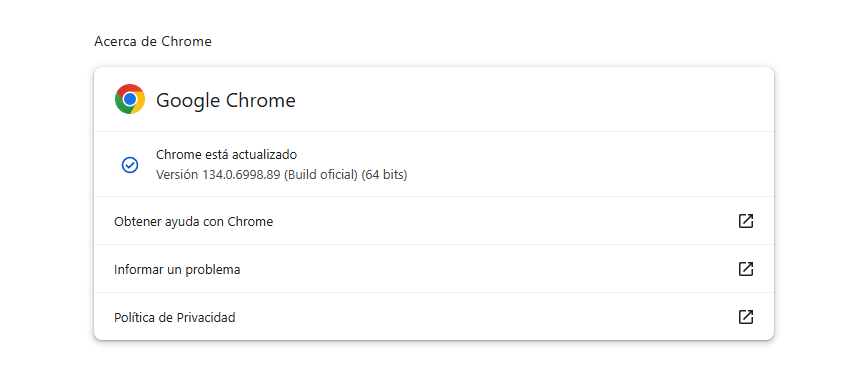 Acerca de Chrome
Google Chrome
Chrome está actualizado
Versión 134.0.6998.89 (Build oficial) (64 bits)
Obtener ayuda con Chrome
Informar un problema
Política de Privacidad